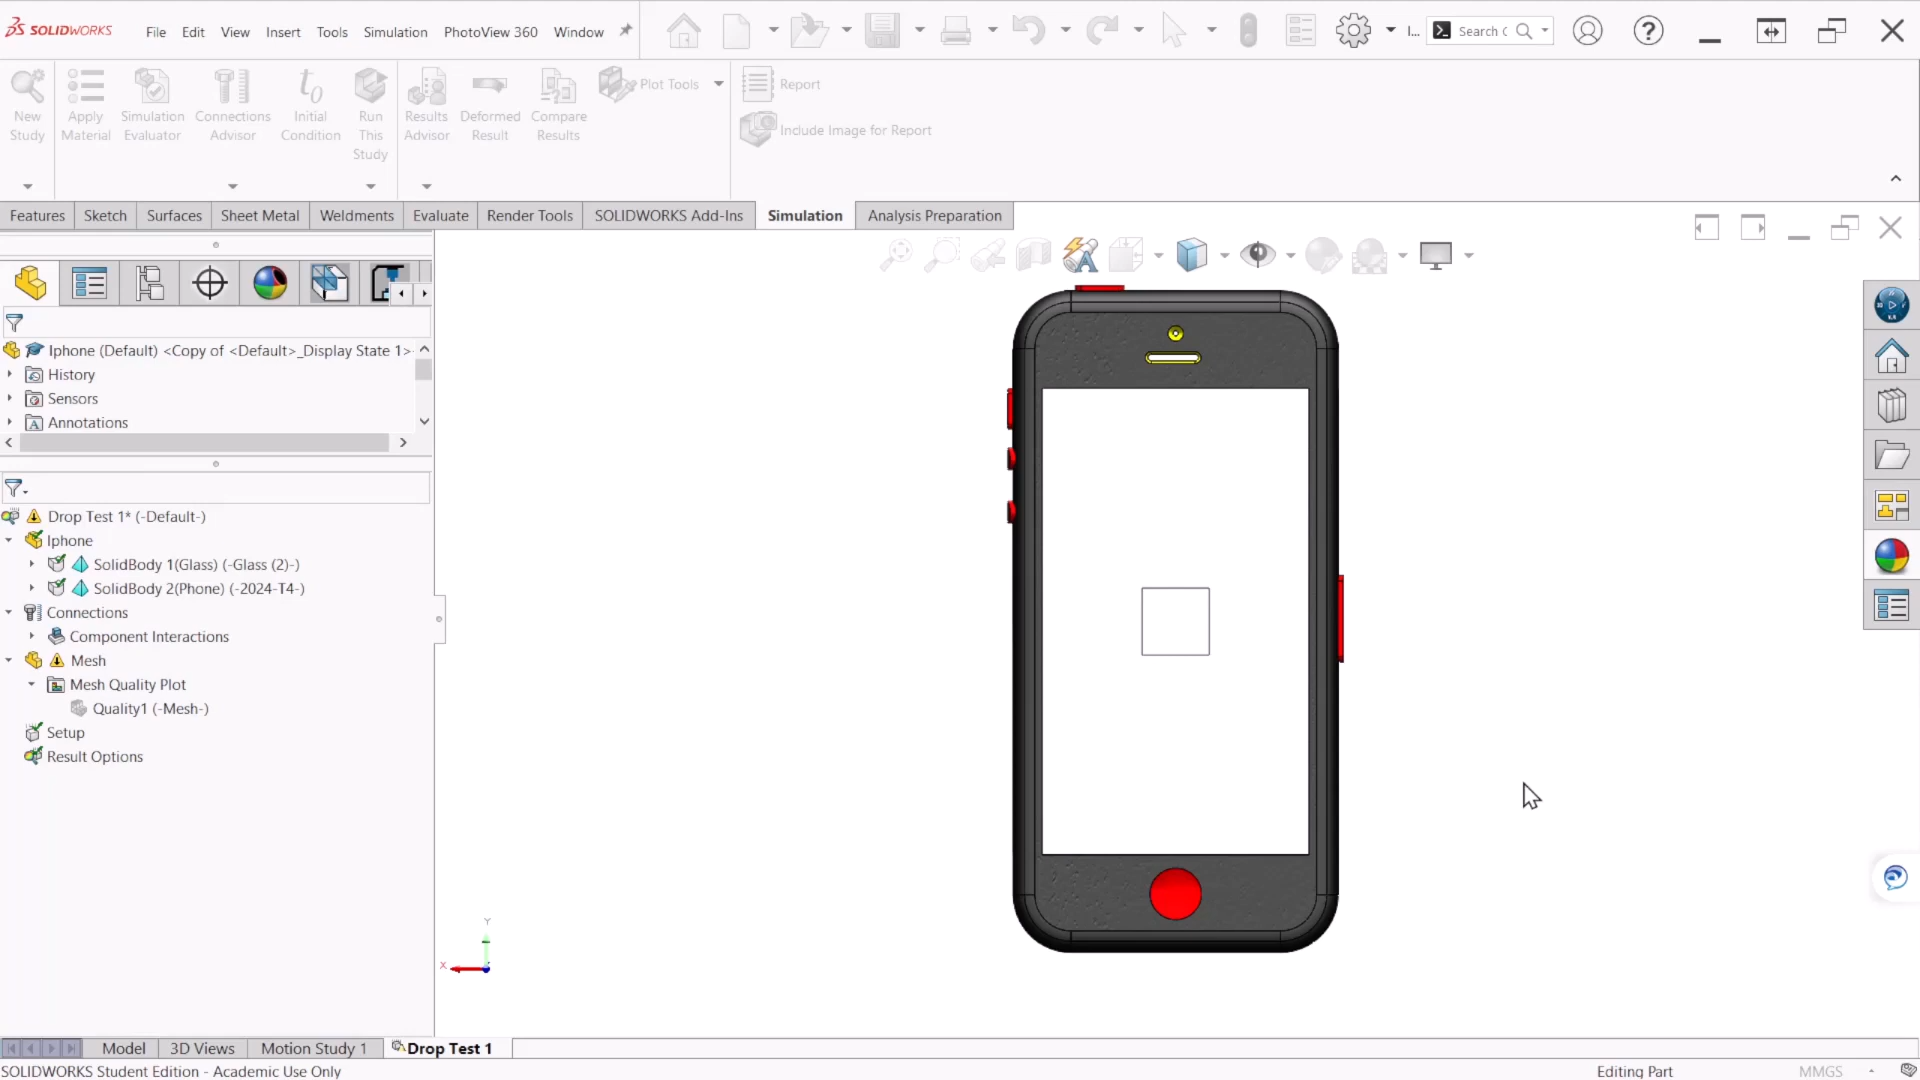 SOLIDWORKS File Edit View Insert Tools Simulation PhotoView 360 Window I... Search C
New Study
Apply Material
Simulation Evaluator
Connections Advisor
t0 Initial Condition
Run This Study
Results Advisor
Deformed Result
Compare Results
Plot Tools
Report
Include Image for Report
Features Sketch Surfaces Sheet Metal Weldments Evaluate Render Tools SOLIDWORKS Add-Ins Simulation Analysis Preparation
Iphone (Default) <Copy of <Default>_Display State 1>
History
Sensors
Annotations
Drop Test 1* (-Default-)
Iphone
SolidBody 1(Glass) (-Glass (2)-)
SolidBody 2(Phone) (-2024-T4-)
Connections
Component Interactions
Mesh
Mesh Quality Plot
Quality1 (-Mesh-)
Setup
Result Options
Y
X
Model 3D Views Motion Study 1 Drop Test 1
SOLIDWORKS Student Edition - Academic Use Only Editing Part MMGS